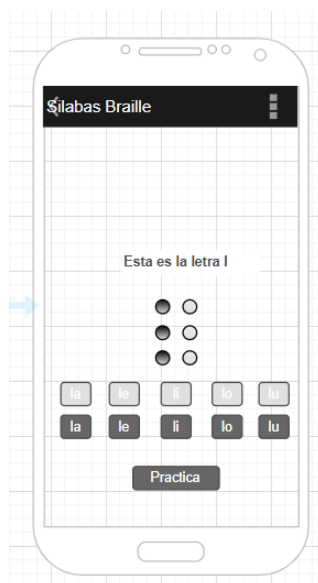 Silabas Braille
Esta es la letra l
la le li lo lu
la le li lo lu
Practica